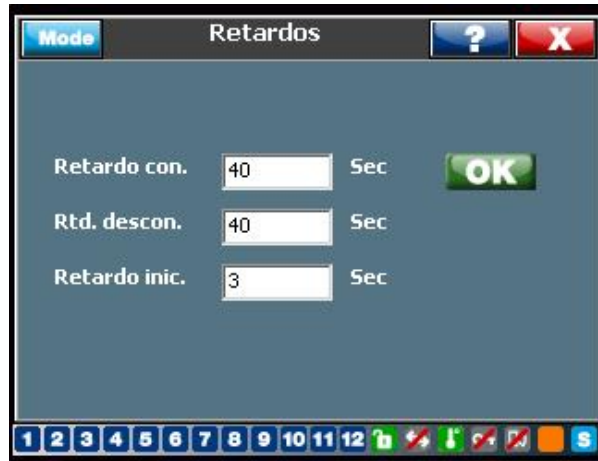 Mode Retardos ? X
Retardo con. 40 Sec OK
Rtd. descon. 40 Sec
Retardo inic. 3 Sec
1 2 3 4 5 6 7 8 9 10 11 12 S